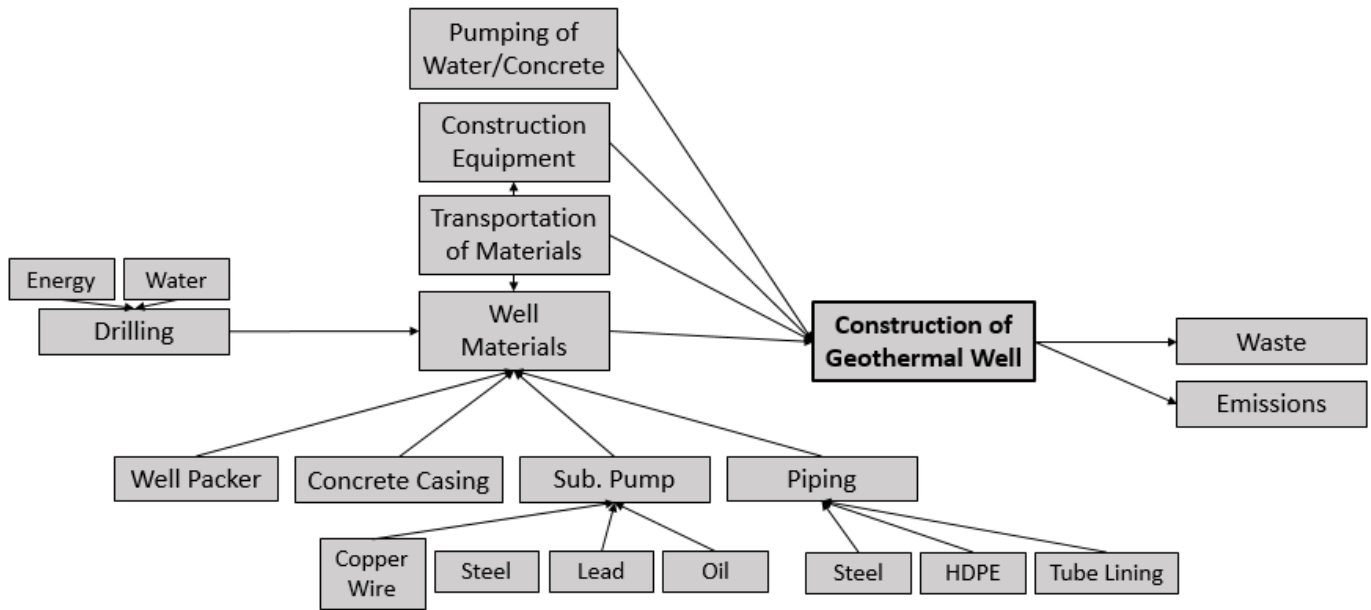 Pumping of
Water/Concrete
Construction
Equipment
Transportation
of Materials
Energy
Water
Drilling
Well
Materials
Construction of
Geothermal Well
Waste
Emissions
Well Packer
Concrete Casing
Sub. Pump
Piping
Copper
Wire
Steel
Lead
Oil
Steel
HDPE
Tube Lining